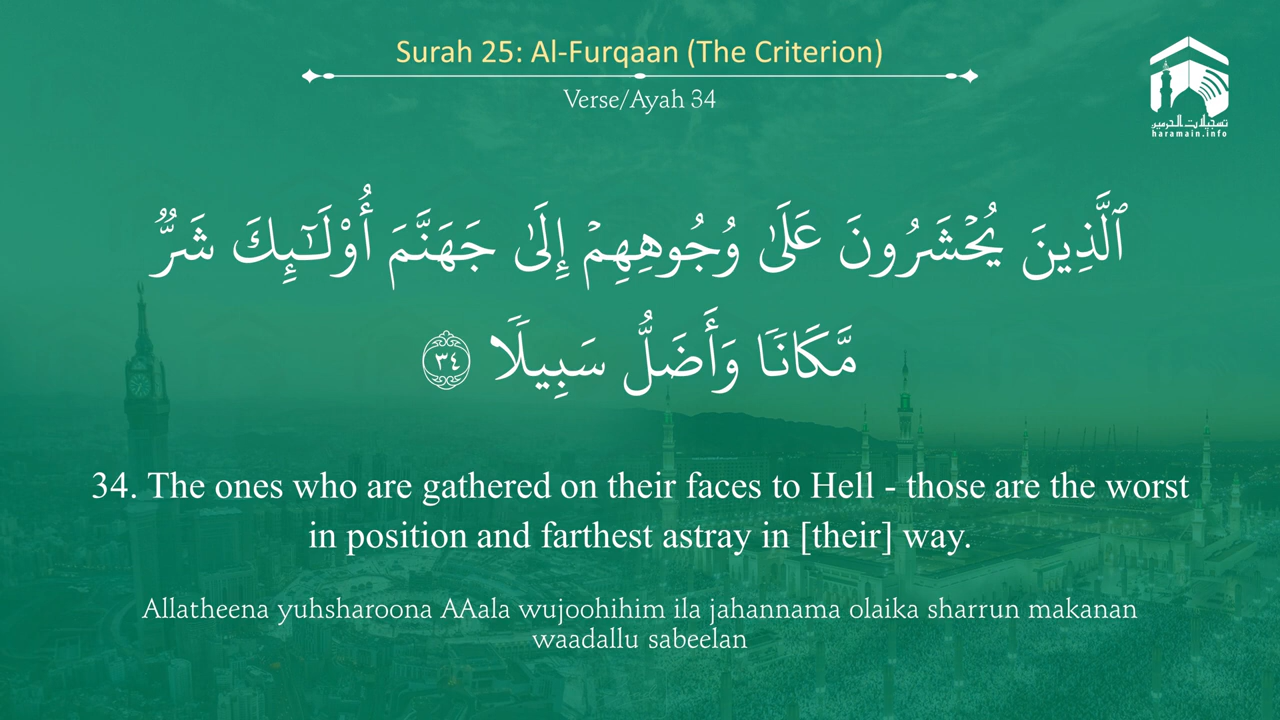 Surah 25: Al-Furqaan (The Criterion)
Verse/Ayah 34
تسجيلات الحرمين
haramain.info
ٱلَّذِينَ يُحۡشَرُونَ عَلَىٰ وُجُوهِهِمۡ إِلَىٰ جَهَنَّمَ أُوْلَـٰٓئِكَ شَرࣱّ
مَّكَانࣰا وَأَضَلُّ سَبِيلࣰا ٣٤
34. The ones who are gathered on their faces to Hell - those are the worst
in position and farthest astray in [their] way.
Allatheena yuhsharoona AAala wujoohihim ila jahannama olaika sharrun makanan
waadallu sabeelan